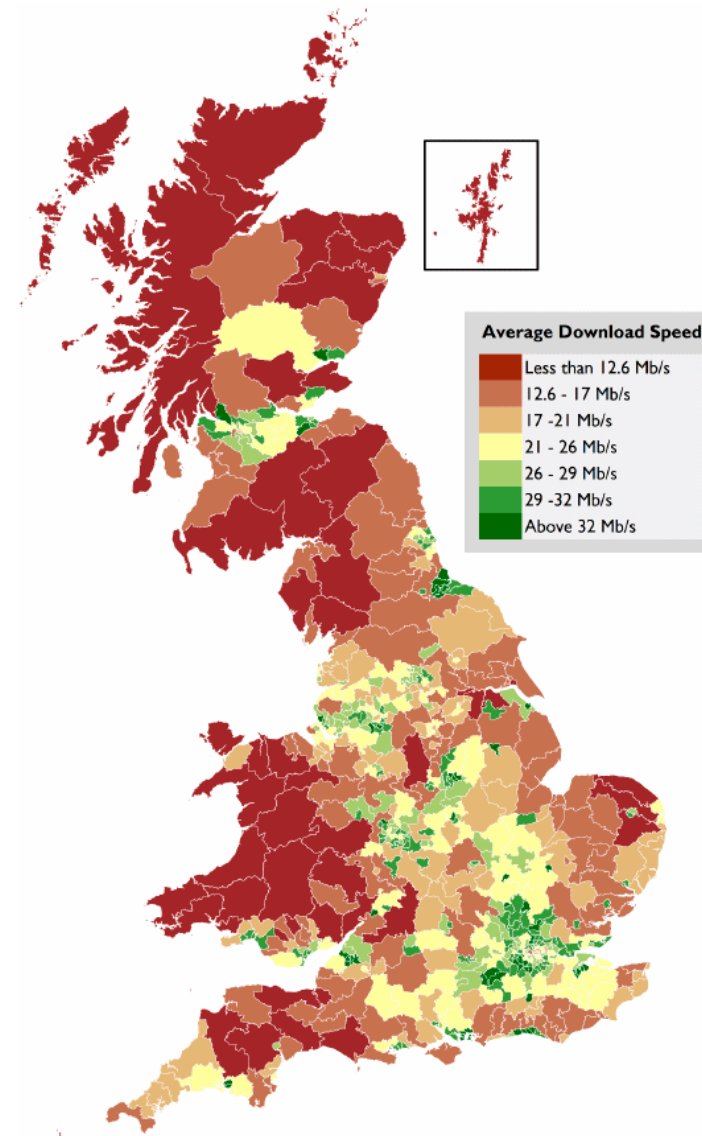 Average Download Speed
Less than 12.6 Mb/s
12.6 - 17 Mb/s
17 -21 Mb/s
21 - 26 Mb/s
26 - 29 Mb/s
29 -32 Mb/s
Above 32 Mb/s